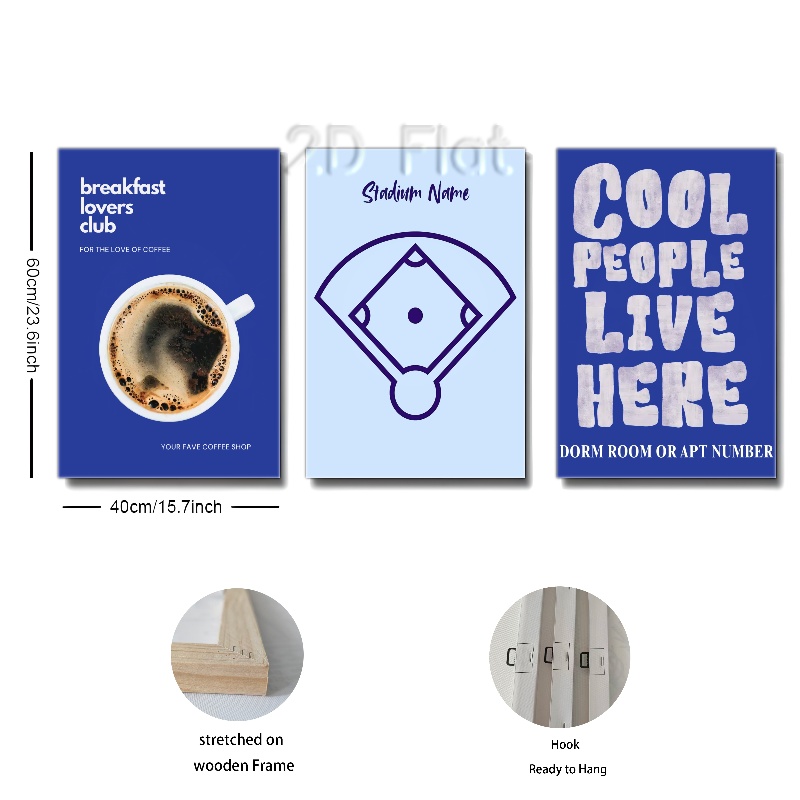 2D Flat
60cm/23.6inch
40cm/15.7inch
breakfast
lovers
club
FOR THE LOVE OF COFFEE
YOUR FAVE COFFEE SHOP
Stadium Name
COOL
PEOPLE
LIVE
HERE
DORM ROOM OR APT NUMBER
stretched on
wooden Frame
Hook
Ready to Hang